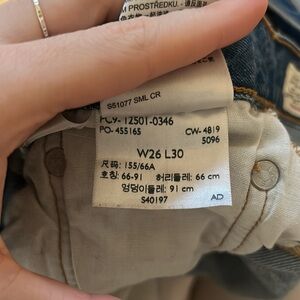 M PROSTŘEDKU.
S51077 SML CR
PC9-12501-0346
PO-455165 CW-4819
5096
W26 L30
尺码: 155/66A
호칭: 66-91 허리둘레: 66 cm
엉덩이둘레: 91 cm
S40197 AD